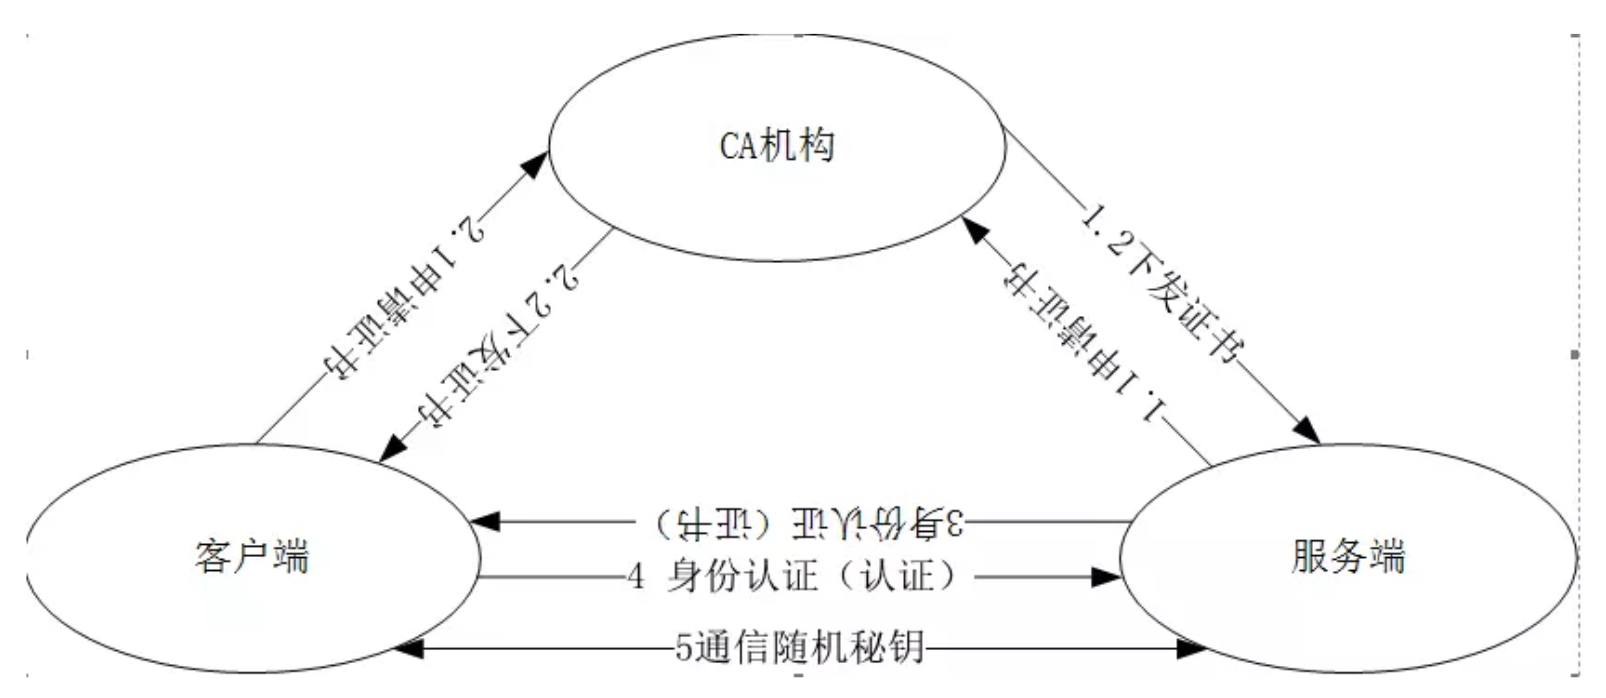 CA机构
2.1申请证书
2.2下发证书
1.2下发证书
1.1申请证书
3身份认证（证书）
客户端
服务端
4 身份认证（认证）
5通信随机秘钥